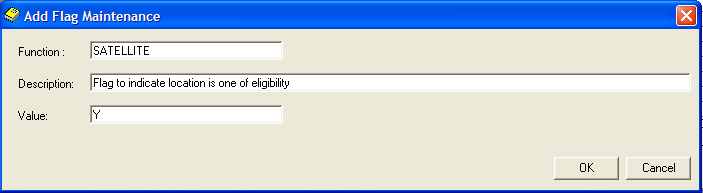 Add Flag Maintenance
Function : SATELLITE
Description: Flag to indicate location is one of eligibility
Value: Y
OK Cancel